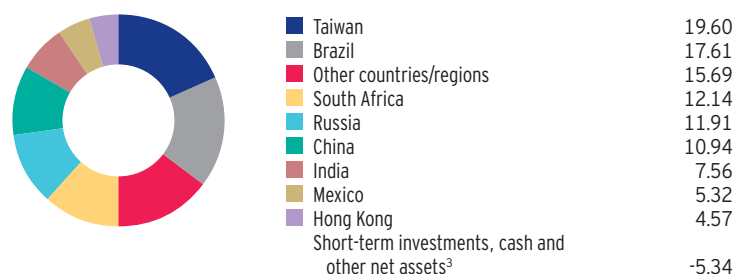 Taiwan 19.60
Brazil 17.61
Other countries/regions 15.69
South Africa 12.14
Russia 11.91
China 10.94
India 7.56
Mexico 5.32
Hong Kong 4.57
Short-term investments, cash and
other net assets³ -5.34